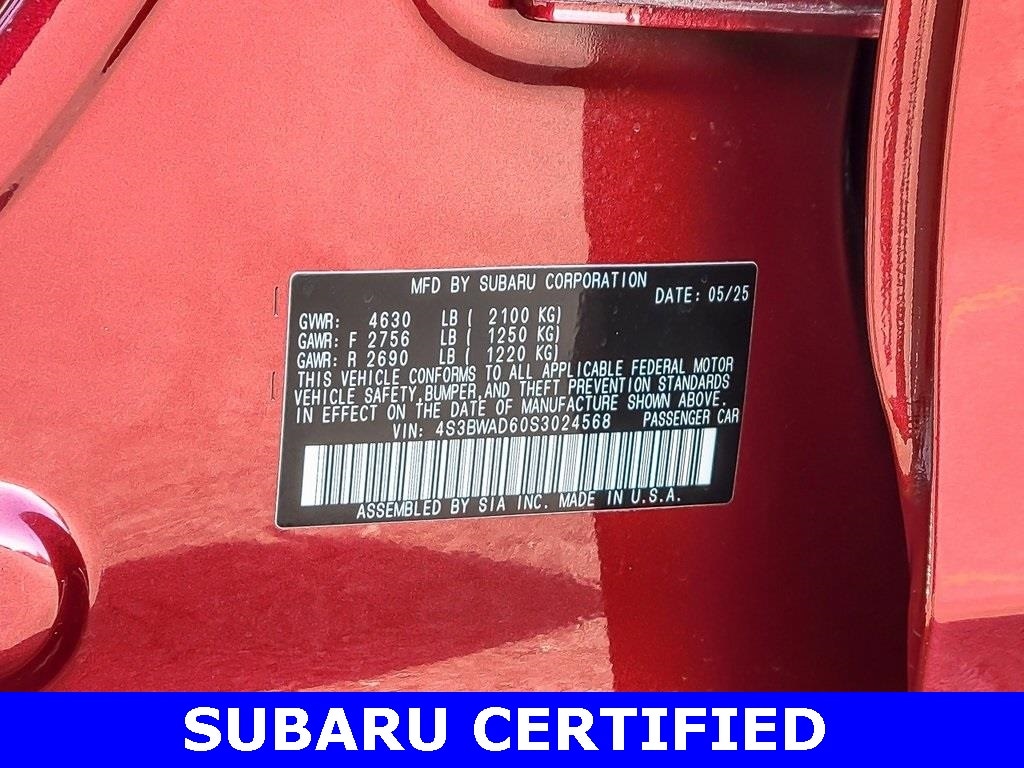 MFD BY SUBARU CORPORATION
DATE: 05/25
GVWR: 4630 LB ( 2100 KG)
GAWR: F 2756 LB ( 1250 KG)
GAWR: R 2690 LB ( 1220 KG)
THIS VEHICLE CONFORMS TO ALL APPLICABLE FEDERAL MOTOR
VEHICLE SAFETY,BUMPER,AND THEFT PREVENTION STANDARDS
IN EFFECT ON THE DATE OF MANUFACTURE SHOWN ABOVE.
VIN: 4S3BWAD60S3024568 PASSENGER CAR
ASSEMBLED BY SIA INC. MADE IN U.S.A.
SUBARU CERTIFIED